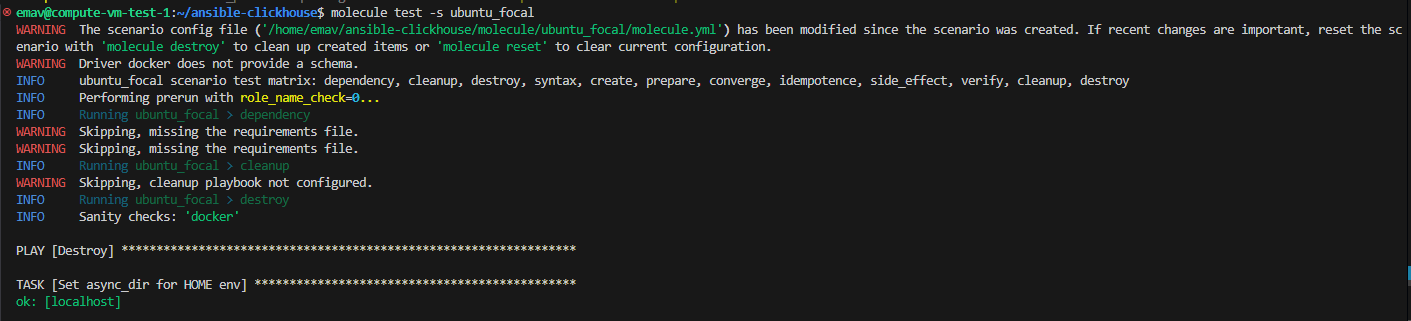 emav@compute-vm-test-1:~/ansible-clickhouse$ molecule test -s ubuntu_focal
WARNING  The scenario config file ('/home/emav/ansible-clickhouse/molecule/ubuntu_focal/molecule.yml') has been modified since the scenario was created. If recent changes are important, reset the sc
enario with 'molecule destroy' to clean up created items or 'molecule reset' to clear current configuration.
WARNING  Driver docker does not provide a schema.
INFO     ubuntu_focal scenario test matrix: dependency, cleanup, destroy, syntax, create, prepare, converge, idempotence, side_effect, verify, cleanup, destroy
INFO     Performing prerun with role_name_check=0...
INFO     Running ubuntu_focal > dependency
WARNING  Skipping, missing the requirements file.
WARNING  Skipping, missing the requirements file.
INFO     Running ubuntu_focal > cleanup
WARNING  Skipping, cleanup playbook not configured.
INFO     Running ubuntu_focal > destroy
INFO     Sanity checks: 'docker'
PLAY [Destroy] *****************************************************************
TASK [Set async_dir for HOME env] **********************************************
ok: [localhost]